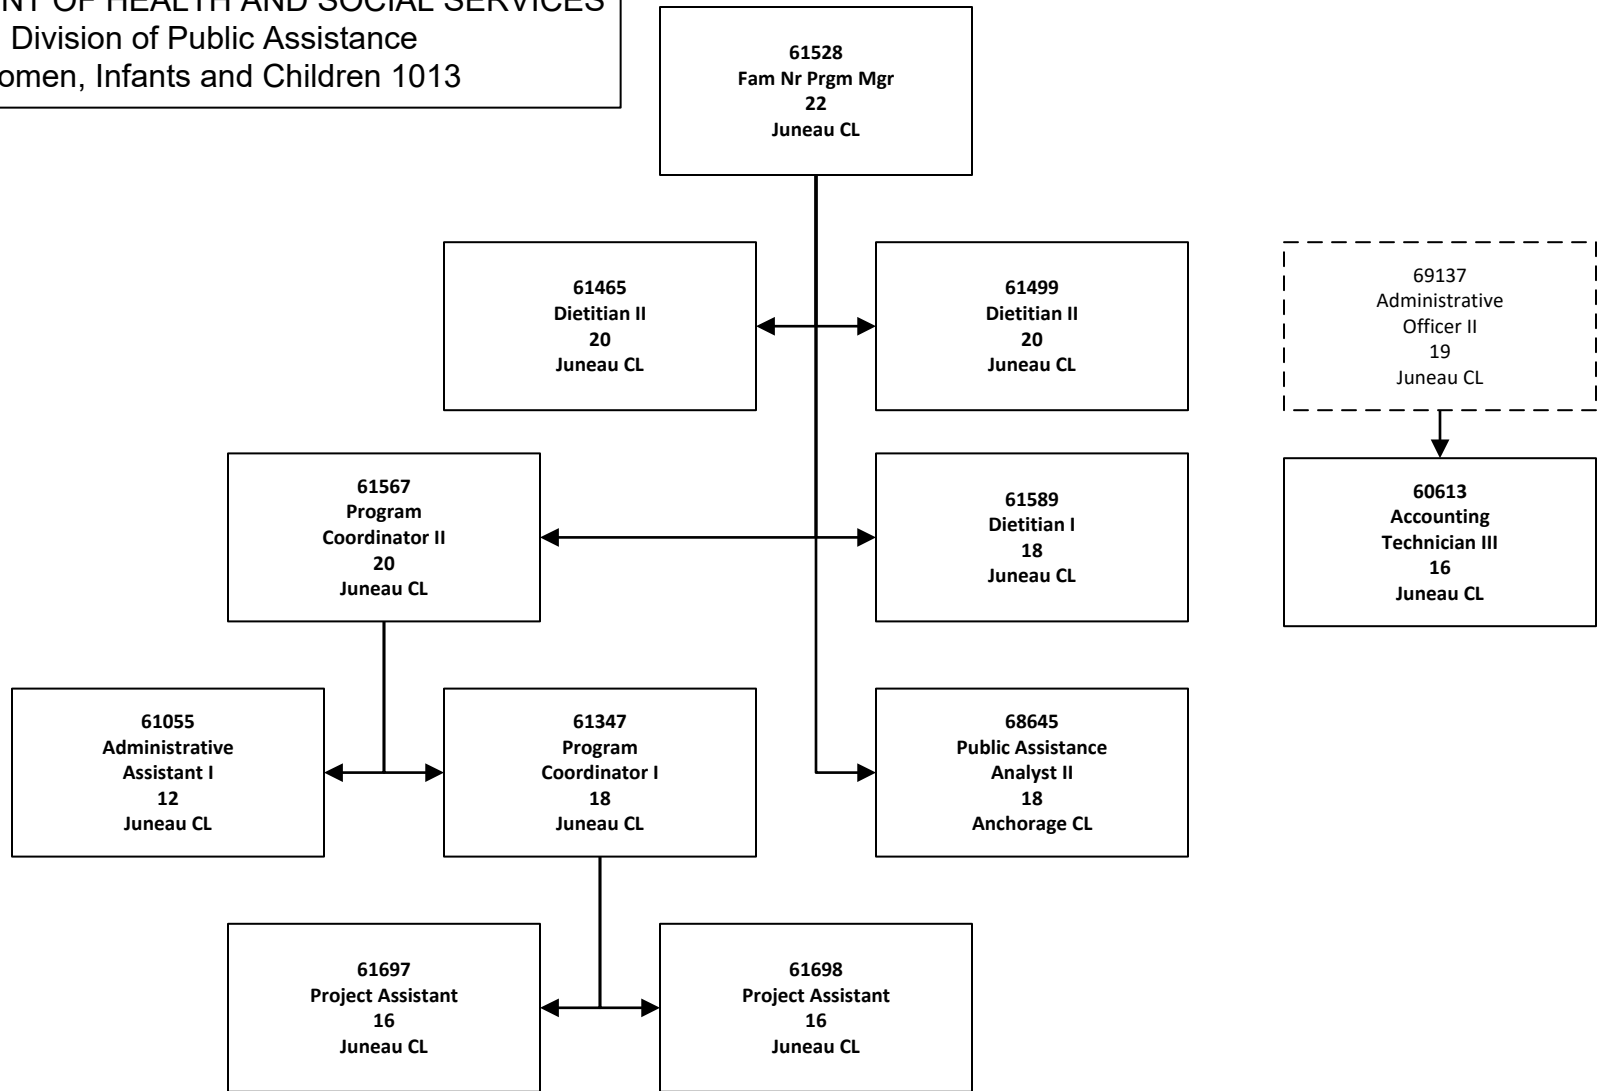 OF HEALTH AND SOCIAL SERVICES
Division of Public Assistance
Infants and Children 1013
61528
Fam Nr Prgm Mgr
22
Juneau CL
61465
Dietitian II
20
Juneau CL
61499
Dietitian II
20
Juneau CL
69137
Administrative
Officer II
19
Juneau CL
61567
Program
Coordinator II
20
Juneau CL
61589
Dietitian I
18
Juneau CL
60613
Accounting
Technician III
16
Juneau CL
61055
Administrative
Assistant I
12
Juneau CL
61347
Program
Coordinator I
18
Juneau CL
68645
Public Assistance
Analyst II
18
Anchorage CL
61697
Project Assistant
16
Juneau CL
61698
Project Assistant
16
Juneau CL